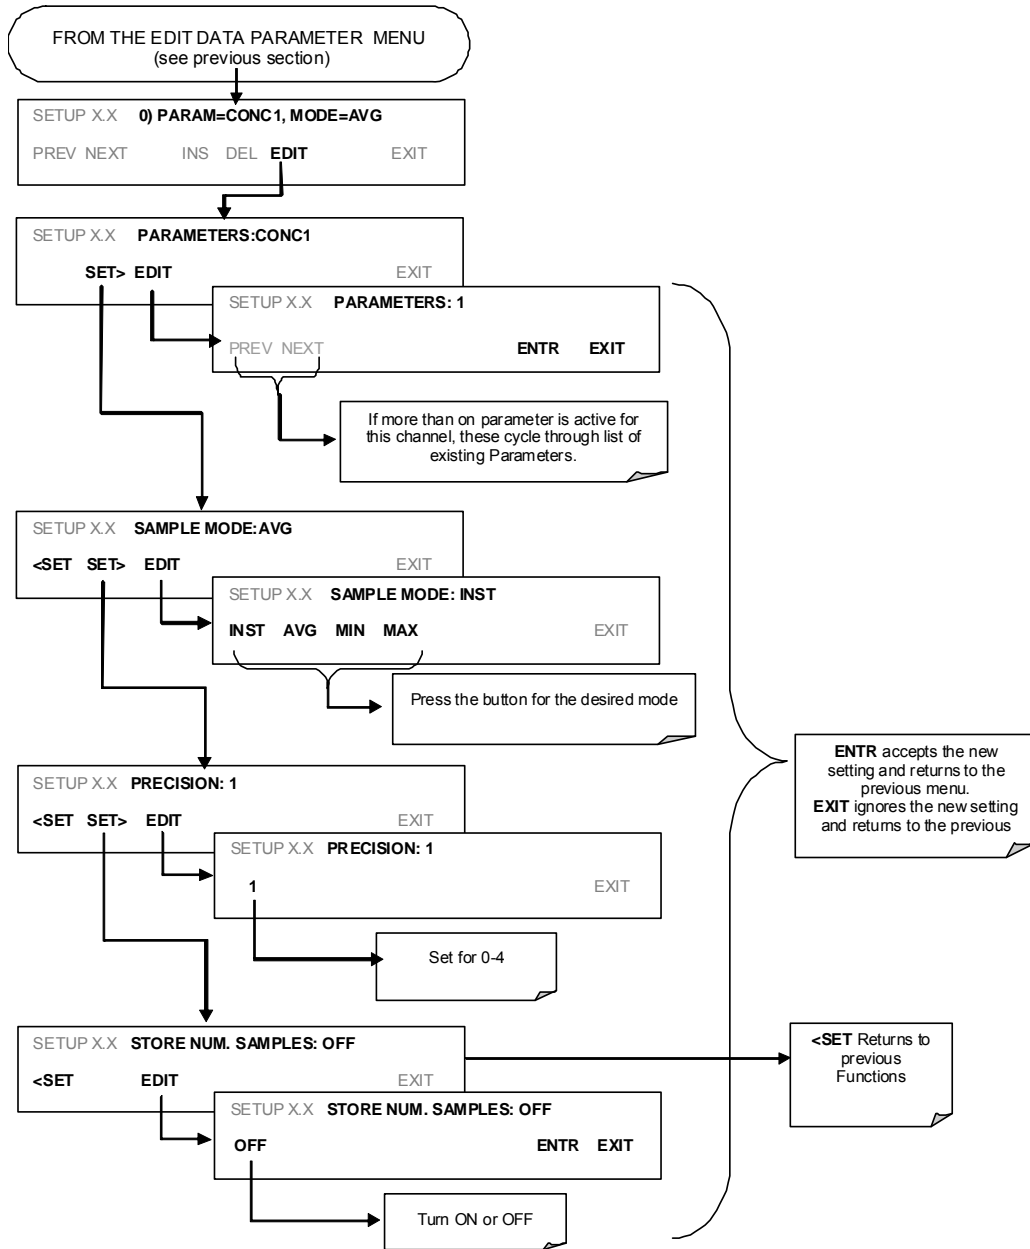 FROM THE EDIT DATA PARAMETER MENU
(see previous section)
SETUP X.X 0) PARAM=CONC1, MODE=AVG
PREV NEXT INS DEL EDIT EXIT
SETUP X.X PARAMETERS:CONC1
SET> EDIT EXIT
SETUP X.X PARAMETERS: 1
PREV NEXT ENTR EXIT
If more than on parameter is active for
this channel, these cycle through list of
existing Parameters.
SETUP X.X SAMPLE MODE:AVG
<SET SET> EDIT EXIT
SETUP X.X SAMPLE MODE: INST
INST AVG MIN MAX EXIT
Press the button for the desired mode
SETUP X.X PRECISION: 1
<SET SET> EDIT EXIT
SETUP X.X PRECISION: 1
1 EXIT
Set for 0-4
ENTR accepts the new
setting and returns to the
previous menu.
EXIT ignores the new setting
and returns to the previous
SETUP X.X STORE NUM. SAMPLES: OFF
<SET EDIT EXIT
SETUP X.X STORE NUM. SAMPLES: OFF
OFF ENTR EXIT
Turn ON or OFF
<SET Returns to
previous
Functions